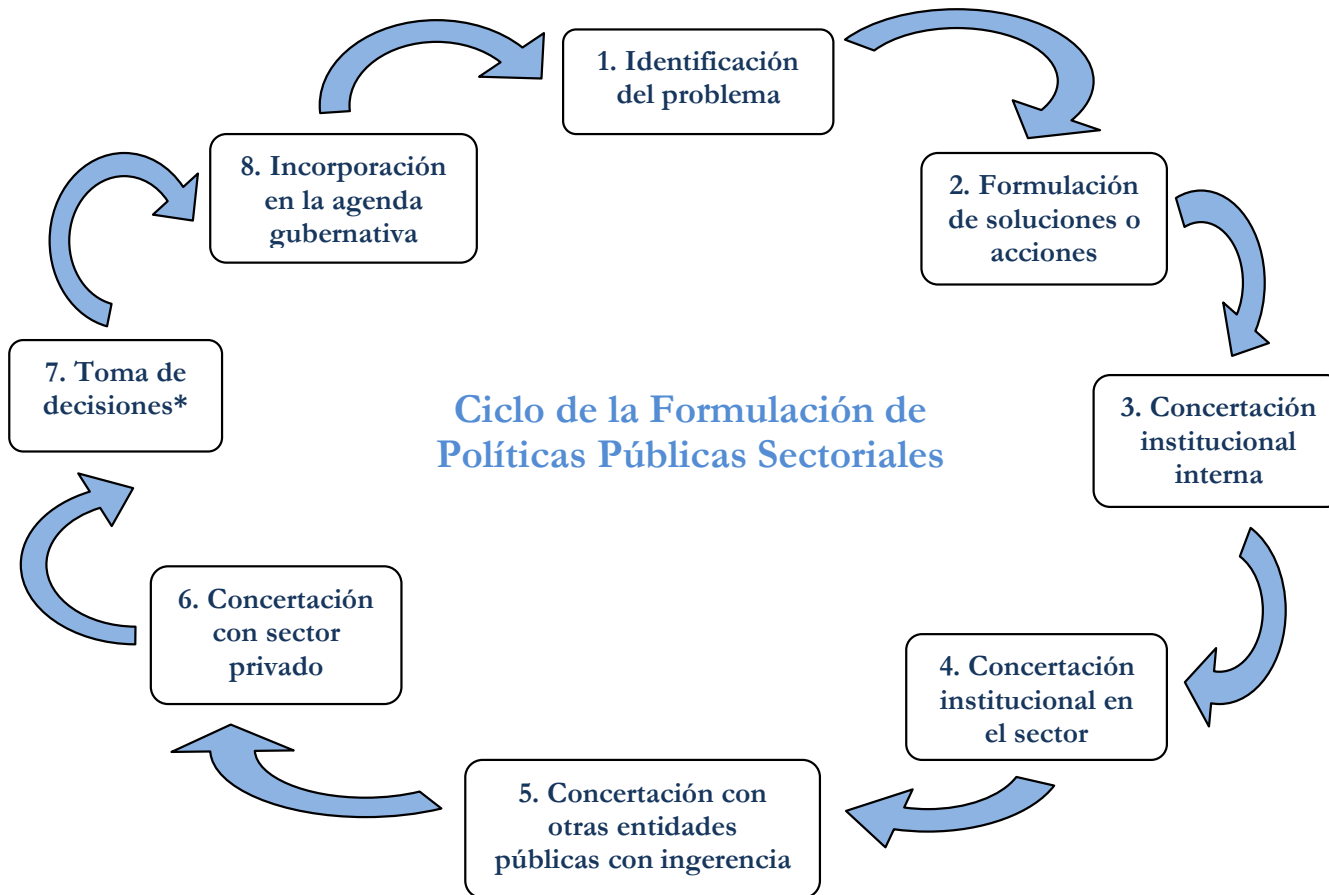 1. Identificación
del problema
2. Formulación
de soluciones o
acciones
3. Concertación
institucional
interna
4. Concertación
institucional en
el sector
5. Concertación con
otras entidades
públicas con ingerencia
6. Concertación
con sector
privado
7. Toma de
decisiones*
8. Incorporación
en la agenda
gubernativa
Ciclo de la Formulación de
Políticas Públicas Sectoriales